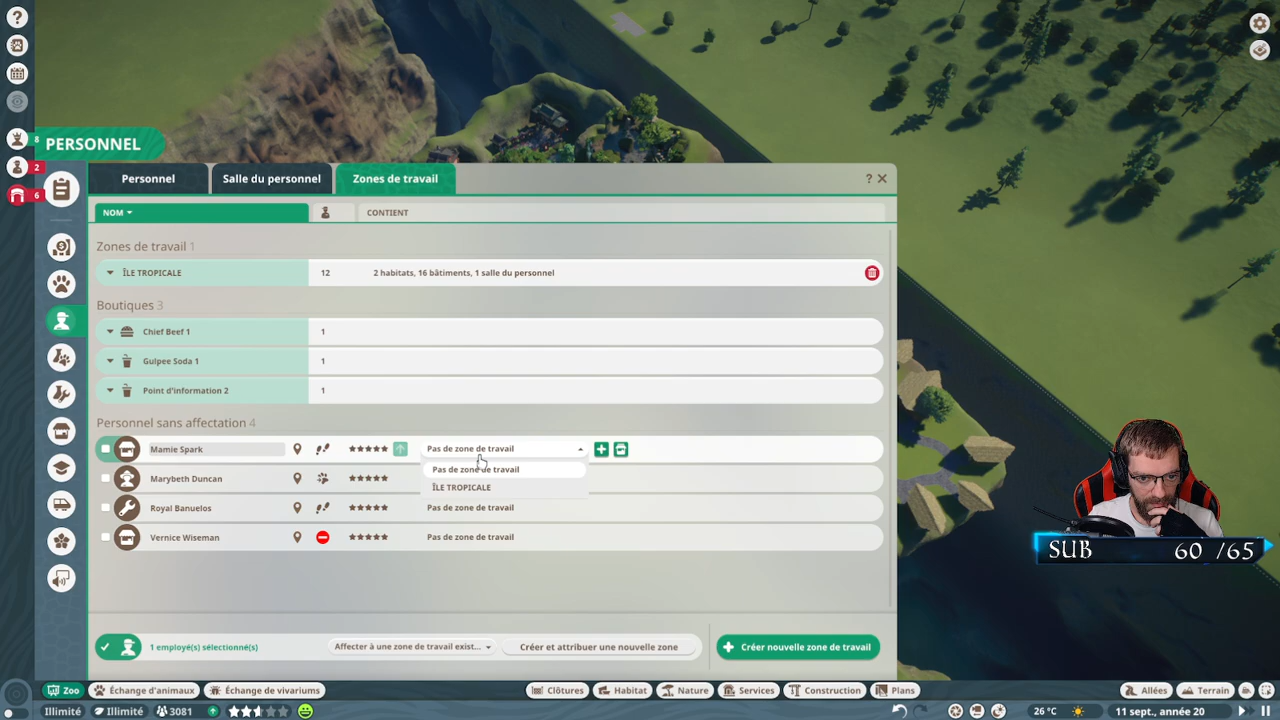 ?
8
2
6
PERSONNEL
Personnel
Salle du personnel
Zones de travail
?
NOM
CONTIENT
Zones de travail 1
ÎLE TROPICALE
12
2 habitats, 16 bâtiments, 1 salle du personnel
Boutiques 3
Chief Beef 1
1
Gulpee Soda 1
1
Point d'information 2
1
Personnel sans affectation 4
Mamie Spark
Pas de zone de travail
Pas de zone de travail
ÎLE TROPICALE
Marybeth Duncan
Royal Banuelos
Pas de zone de travail
Vernice Wiseman
Pas de zone de travail
1 employé(s) sélectionné(s)
Affecter à une zone de travail exist...
Créer et attribuer une nouvelle zone
Créer nouvelle zone de travail
SUB 60 /65
Zoo
Échange d'animaux
Échange de vivariums
Clôtures
Habitat
Nature
Services
Construction
Plans
Allées
Terrain
Illimité
Illimité
3081
26 °C
11 sept., année 20